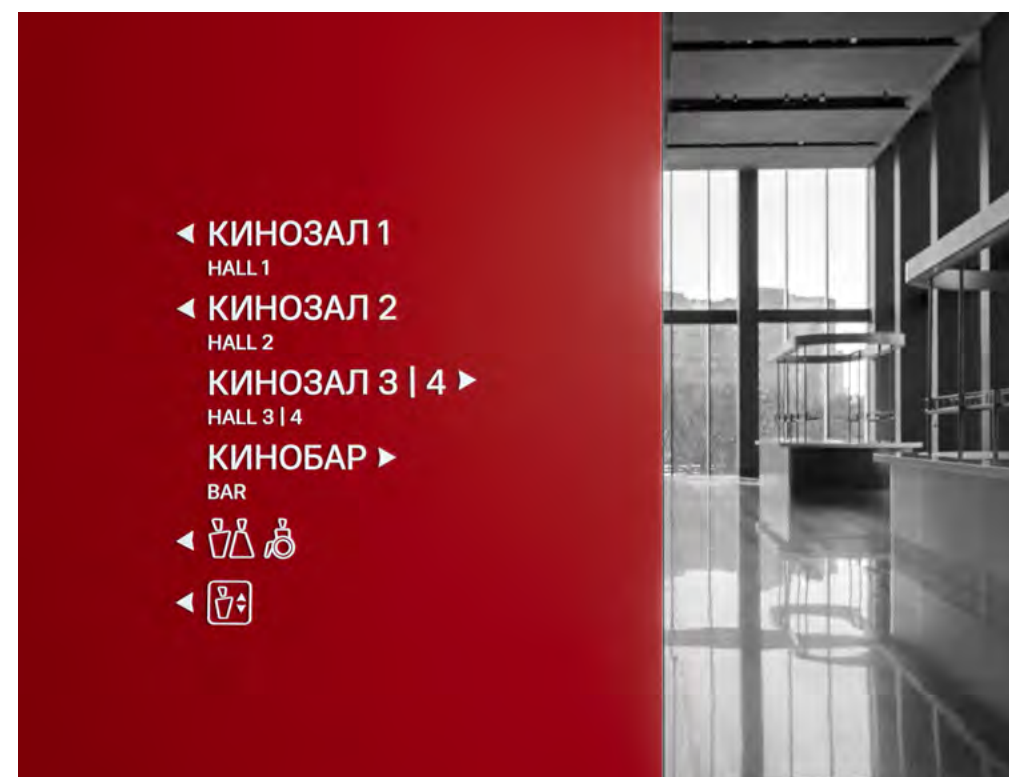 КИНОЗАЛ 1
HALL 1
КИНОЗАЛ 2
HALL 2
КИНОЗАЛ 3 | 4
HALL 3 | 4
КИНОБАР
BAR